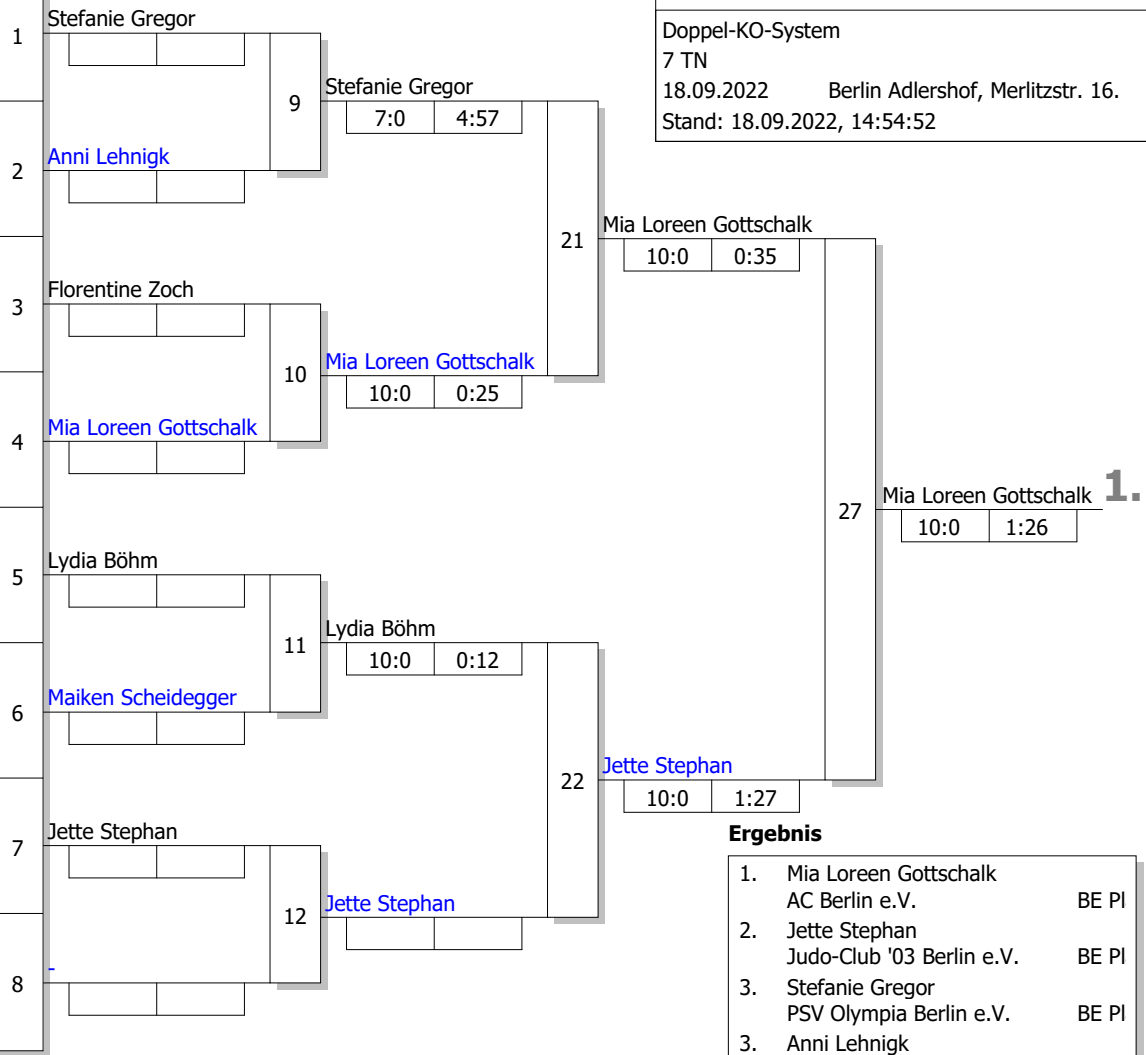 Doppel-KO-System
7 TN
18.09.2022 Berlin Adlershof, Merlitzstr. 16.
Stand: 18.09.2022, 14:54:52
1 Stefanie Gregor
9 Stefanie Gregor
7:0 4:57
2 Anni Lehnigk
21 Mia Loreen Gottschalk
10:0 0:35
3 Florentine Zoch
10 Mia Loreen Gottschalk
10:0 0:25
4 Mia Loreen Gottschalk
27 Mia Loreen Gottschalk 1.
10:0 1:26
5 Lydia Böhm
11 Lydia Böhm
10:0 0:12
6 Maiken Scheidegger
22 Jette Stephan
10:0 1:27
7 Jette Stephan
12 Jette Stephan
8 -
Ergebnis
1. Mia Loreen Gottschalk
AC Berlin e.V. BE Pl
2. Jette Stephan
Judo-Club '03 Berlin e.V. BE Pl
3. Stefanie Gregor
PSV Olympia Berlin e.V. BE Pl
3. Anni Lehnigk